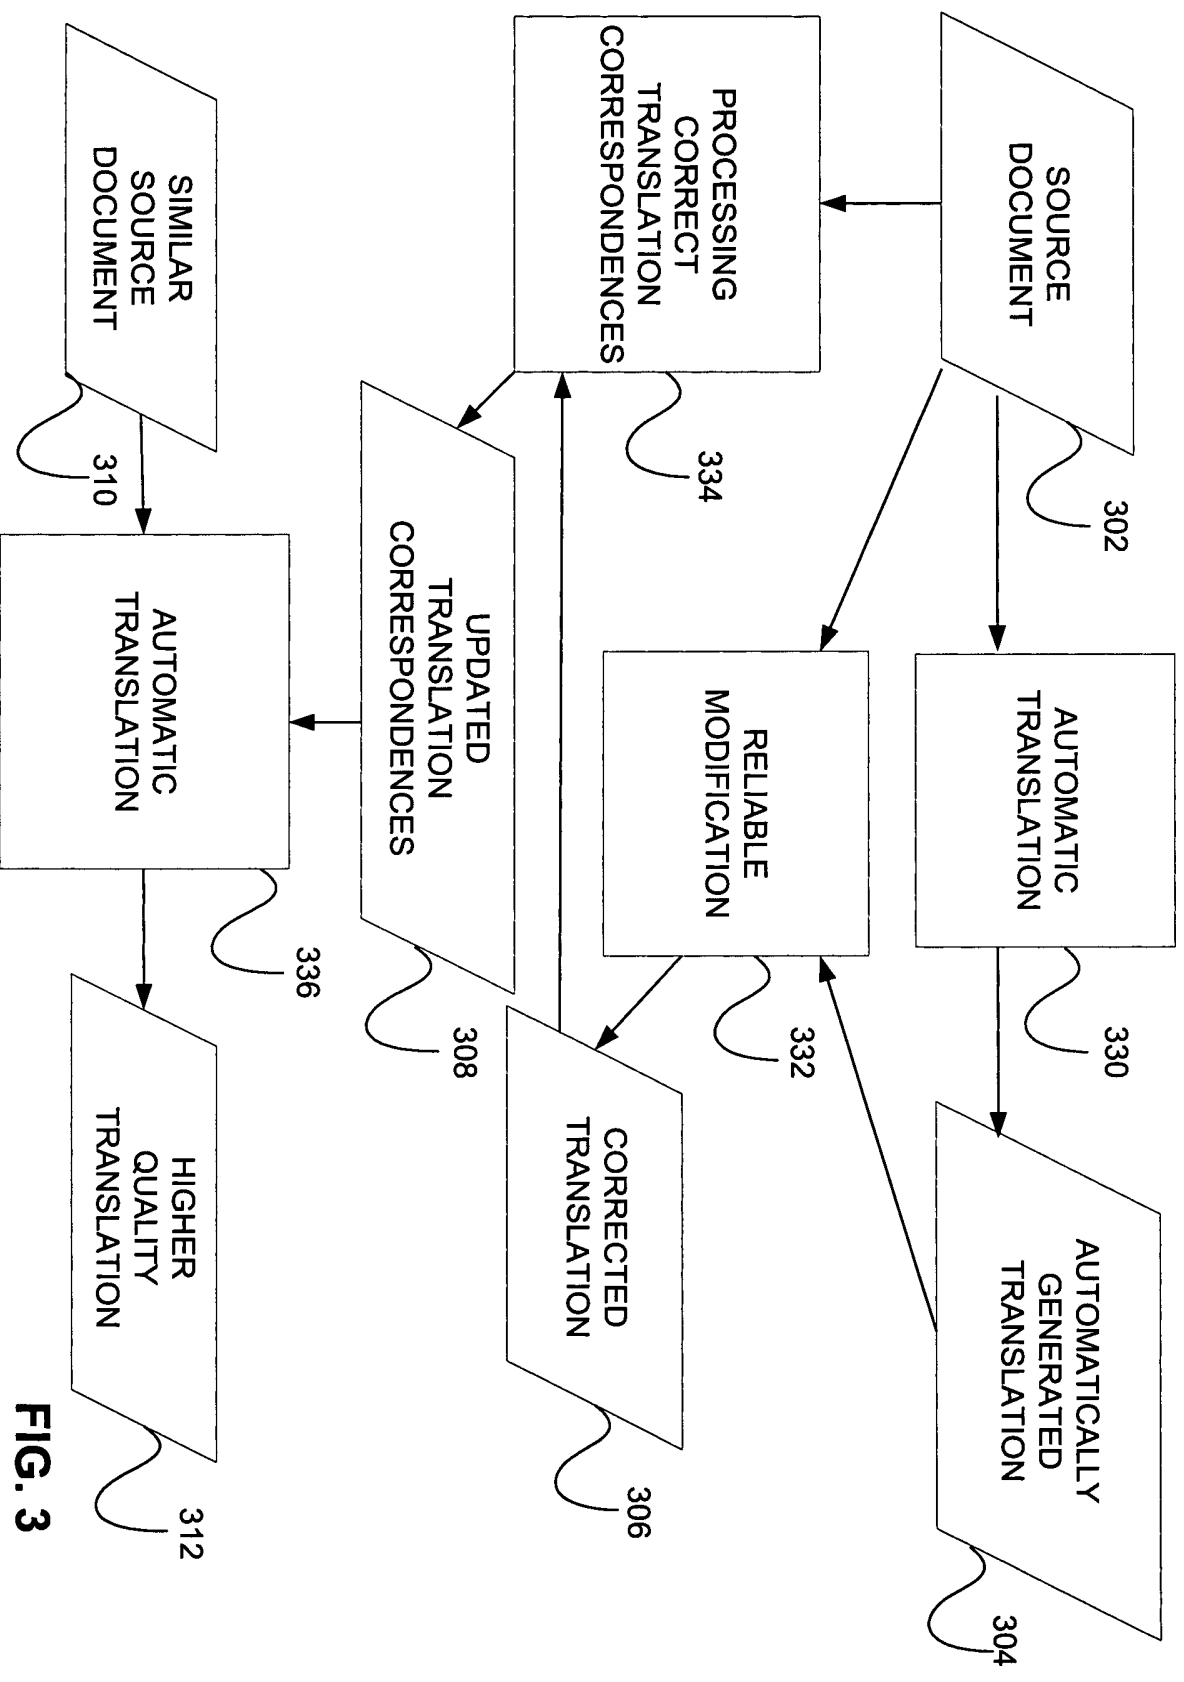 SOURCE
DOCUMENT
302
AUTOMATIC
TRANSLATION
330
AUTOMATICALLY
GENERATED
TRANSLATION
304
PROCESSING
CORRECT
TRANSLATION
CORRESPONDENCES
334
RELIABLE
MODIFICATION
332
CORRECTED
TRANSLATION
306
UPDATED
TRANSLATION
CORRESPONDENCES
308
SIMILAR
SOURCE
DOCUMENT
310
AUTOMATIC
TRANSLATION
336
HIGHER
QUALITY
TRANSLATION
312
FIG. 3